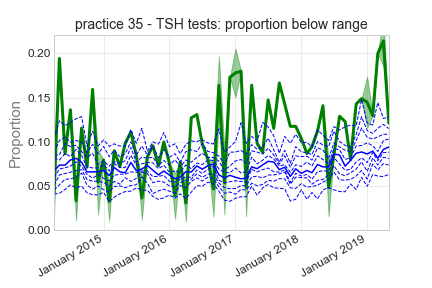 practice 35 - TSH tests: proportion below range
Proportion
0.20
0.15
0.10
0.05
0.00
January 2015
January 2016
January 2017
January 2018
January 2019